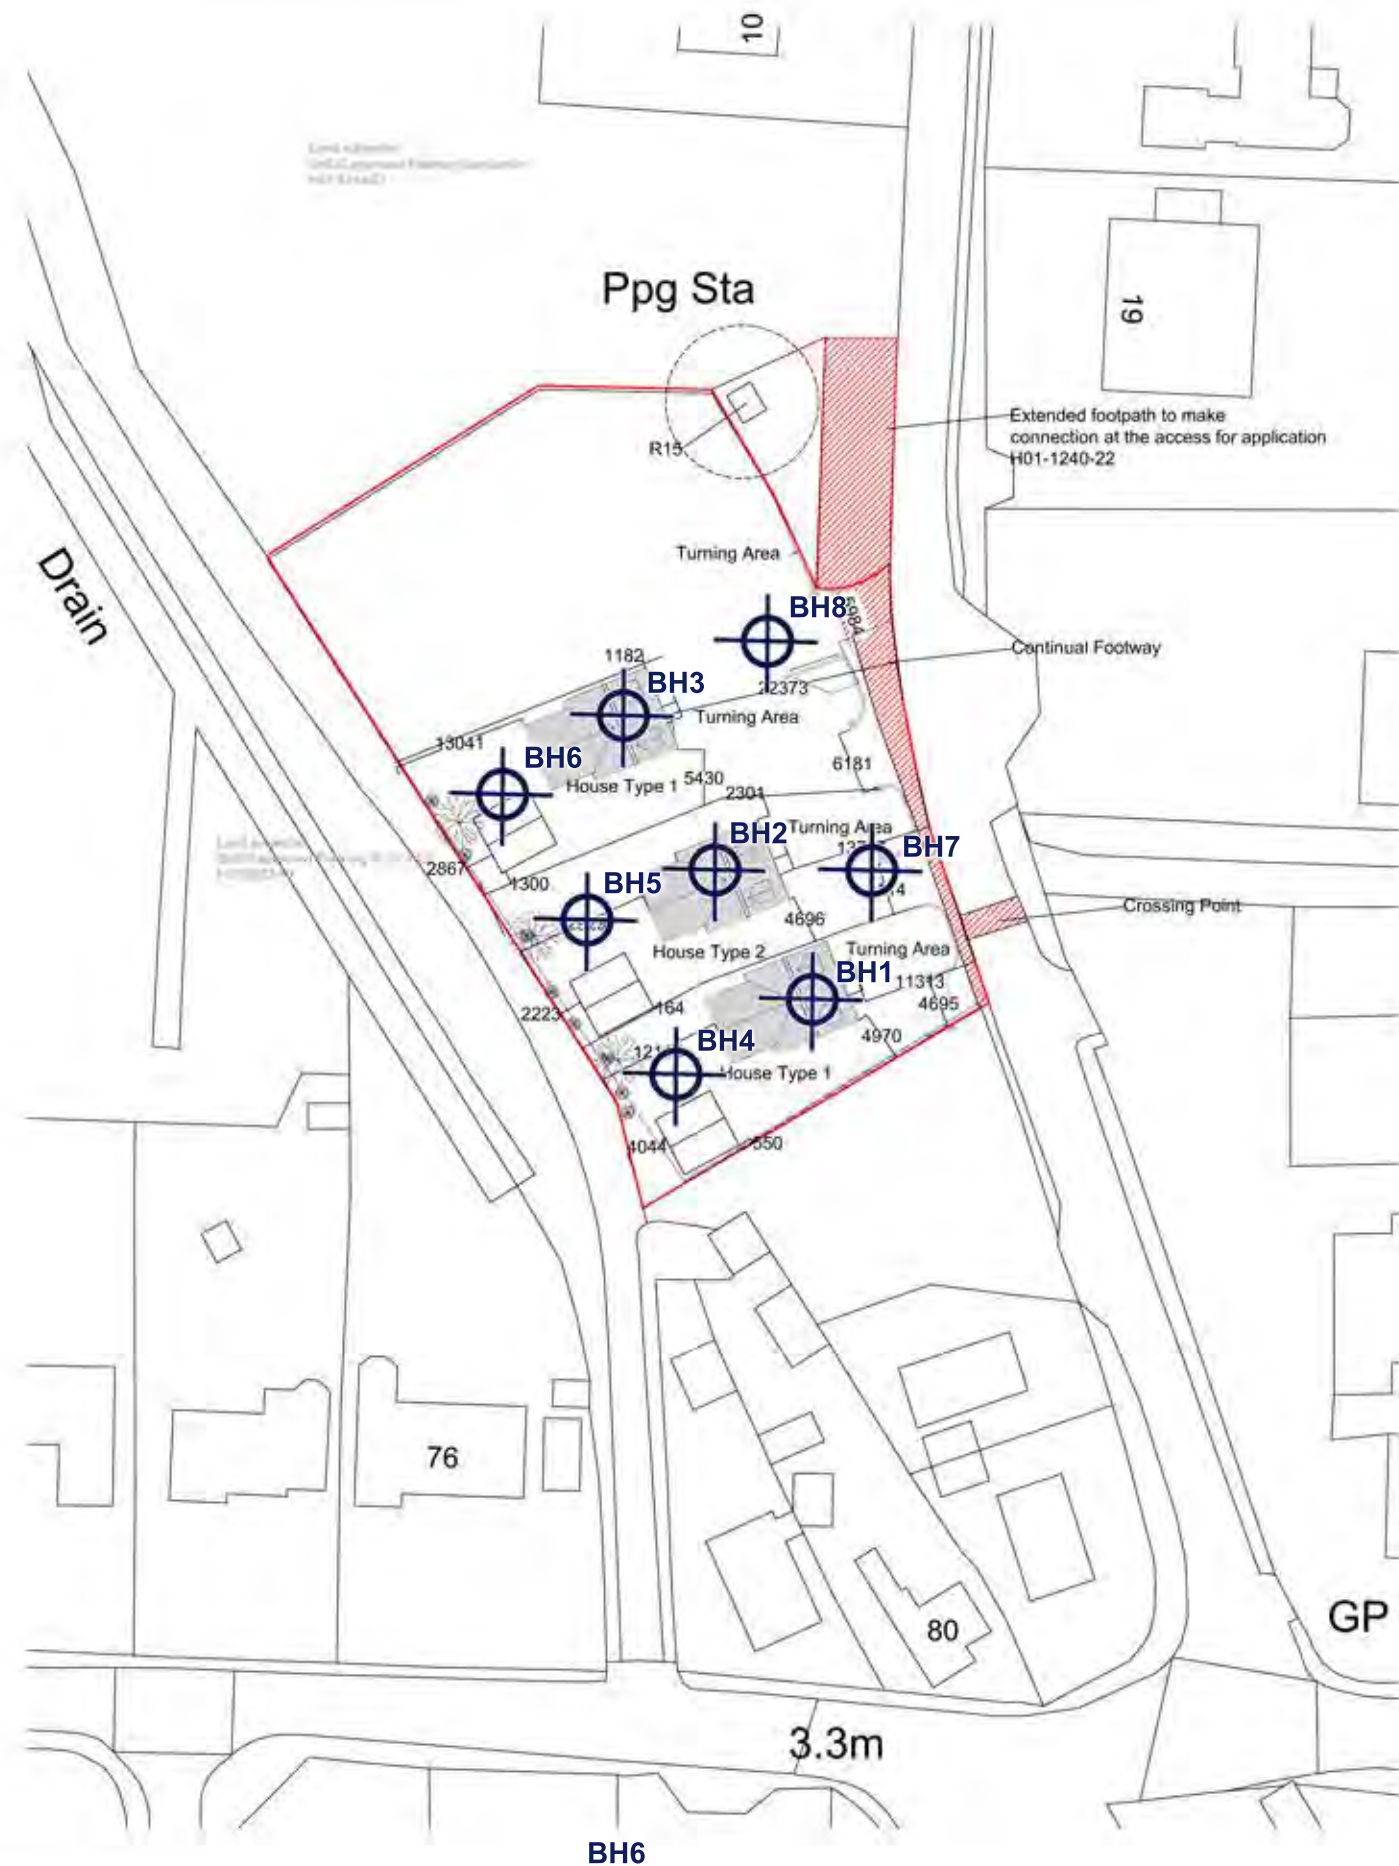 10
Ppg Sta
19
Extended footpath to make
connection at the access for application
H01-1240-22
R15
Drain
Turning Area
BH8
5984
Continual Footway
1182
BH3
22373
Turning Area
13041
BH6
6181
House Type 1
5430
2301
BH2
Turning Area
BH7
2867
1300
BH5
4696
Crossing Point
House Type 2
Turning Area
BH1
11313
164
4695
2223
4970
BH4
House Type 1
4044
550
76
80
GP
3.3m
BH6